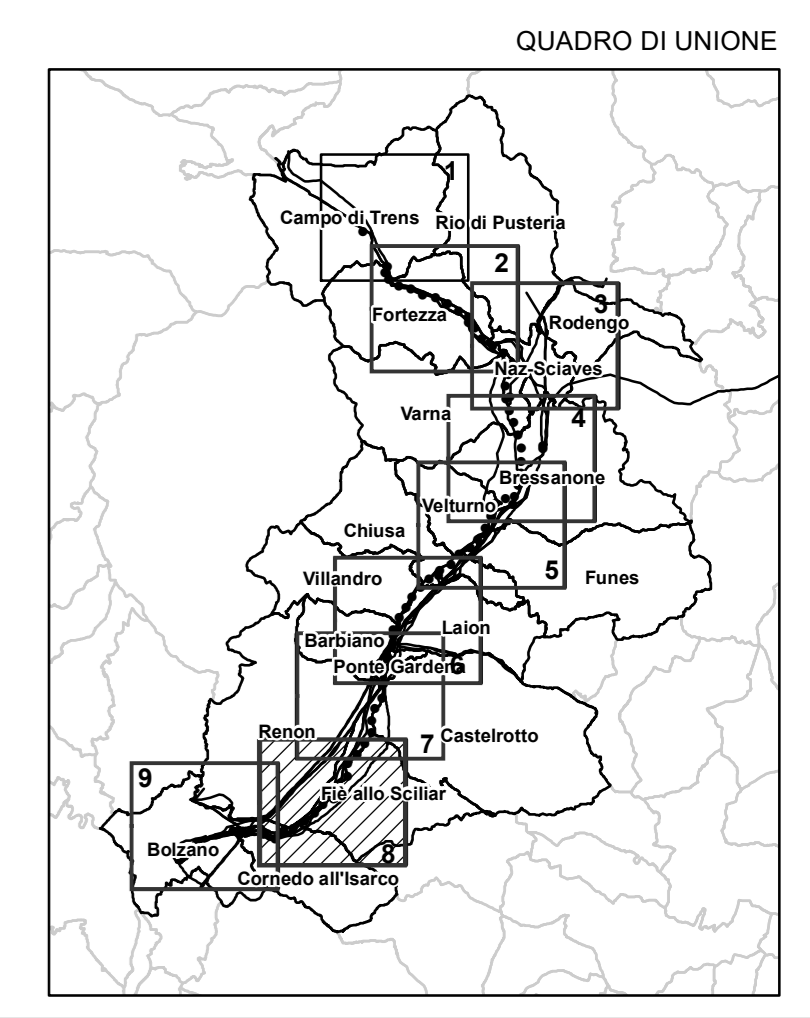 QUADRO DI UNIONE
1
Campo di Trens
Rio di Pusteria
2
3
Fortezza
Rodengo
Naz-Sciaves
Varna
4
Bressanone
Velturno
Chiusa
5
Villandro
Funes
Laion
Barbiano
Ponte Gardena
6
Renon
7
Castelrotto
9
Fiè allo Sciliar
Bolzano
8
Cornedo all'Isarco